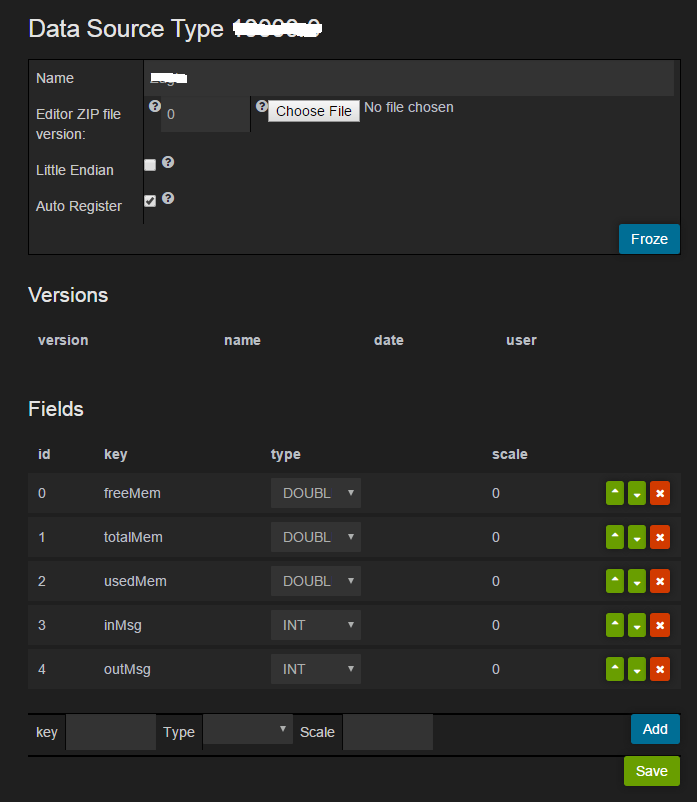 Data Source Type
Name
Editor ZIP file version:
? 0 ? Choose File No file chosen
Little Endian ?
Auto Register ?
Froze
Versions
version name date user
Fields
id key type scale
0 freeMem DOUBL 0
1 totalMem DOUBL 0
2 usedMem DOUBL 0
3 inMsg INT 0
4 outMsg INT 0
key Type Scale Add
Save